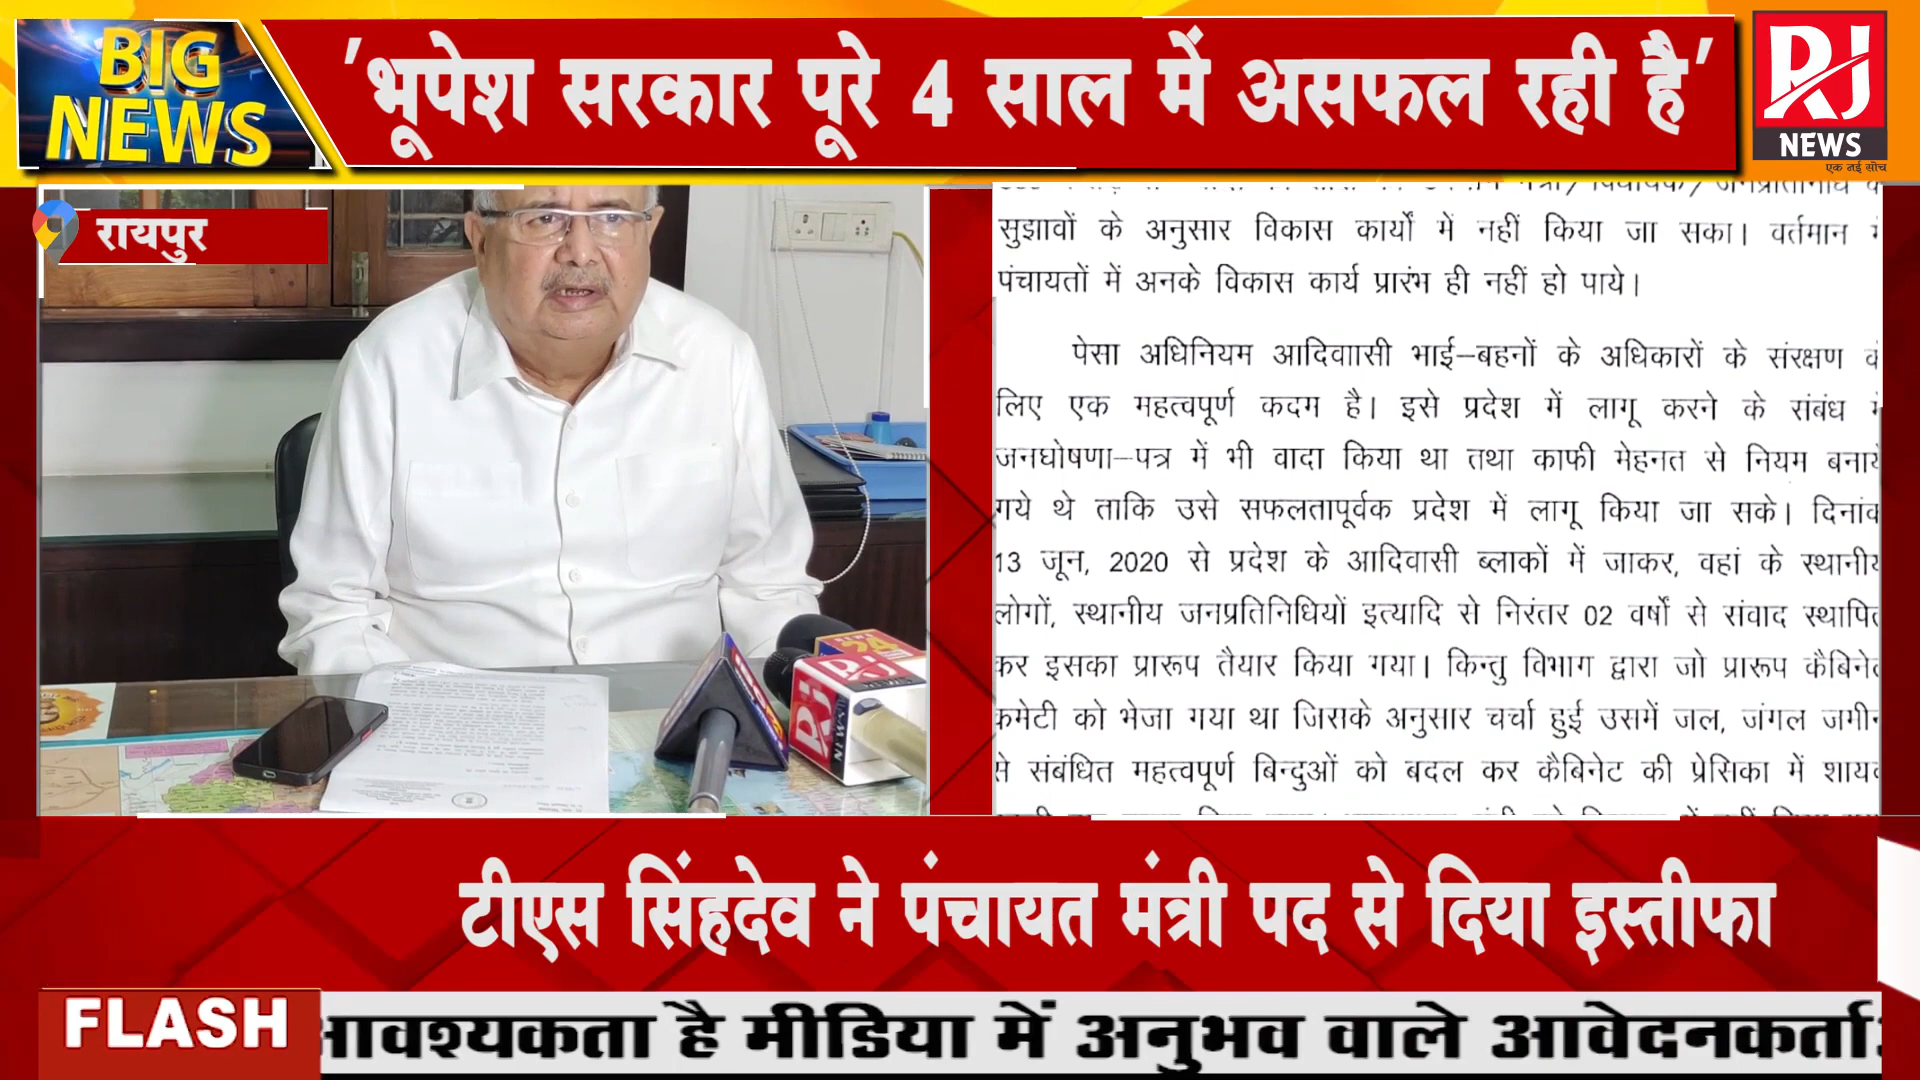 BIG
NEWS
'भूपेश सरकार पूरे 4 साल में असफल रही है'
RJ
NEWS
एक नई सोच
रायपुर
सुझावों के अनुसार विकास कार्यों में नहीं किया जा सका। वर्तमान
पंचायतों में अनके विकास कार्य प्रारंभ ही नहीं हो पाये।
पेसा अधिनियम आदिवाासी भाई–बहनों के अधिकारों के संरक्षण
लिए एक महत्वपूर्ण कदम है। इसे प्रदेश में लागू करने के संबंध
जनघोषणा–पत्र में भी वादा किया था तथा काफी मेहनत से नियम बनाये
गये थे ताकि उसे सफलतापूर्वक प्रदेश में लागू किया जा सके। दिनांक
13 जून, 2020 से प्रदेश के आदिवासी ब्लाकों में जाकर, वहां के स्थानीय
लोगों, स्थानीय जनप्रतिनिधियों इत्यादि से निरंतर 02 वर्षो से संवाद स्थापित
कर इसका प्रारूप तैयार किया गया। किन्तु विभाग द्वारा जो प्रारूप कैबिनेट
कमेटी को भेजा गया था जिसके अनुसार चर्चा हुई उसमें जल, जंगल जमीन
से संबंधित महत्वपूर्ण बिन्दुओं को बदल कर कैबिनेट की प्रेसिका में शायद
24
RJ
टीएस सिंहदेव ने पंचायत मंत्री पद से दिया इस्तीफा
FLASH
आवश्यकता है मीडिया में अनुभव वाले आवेदनकर्ता